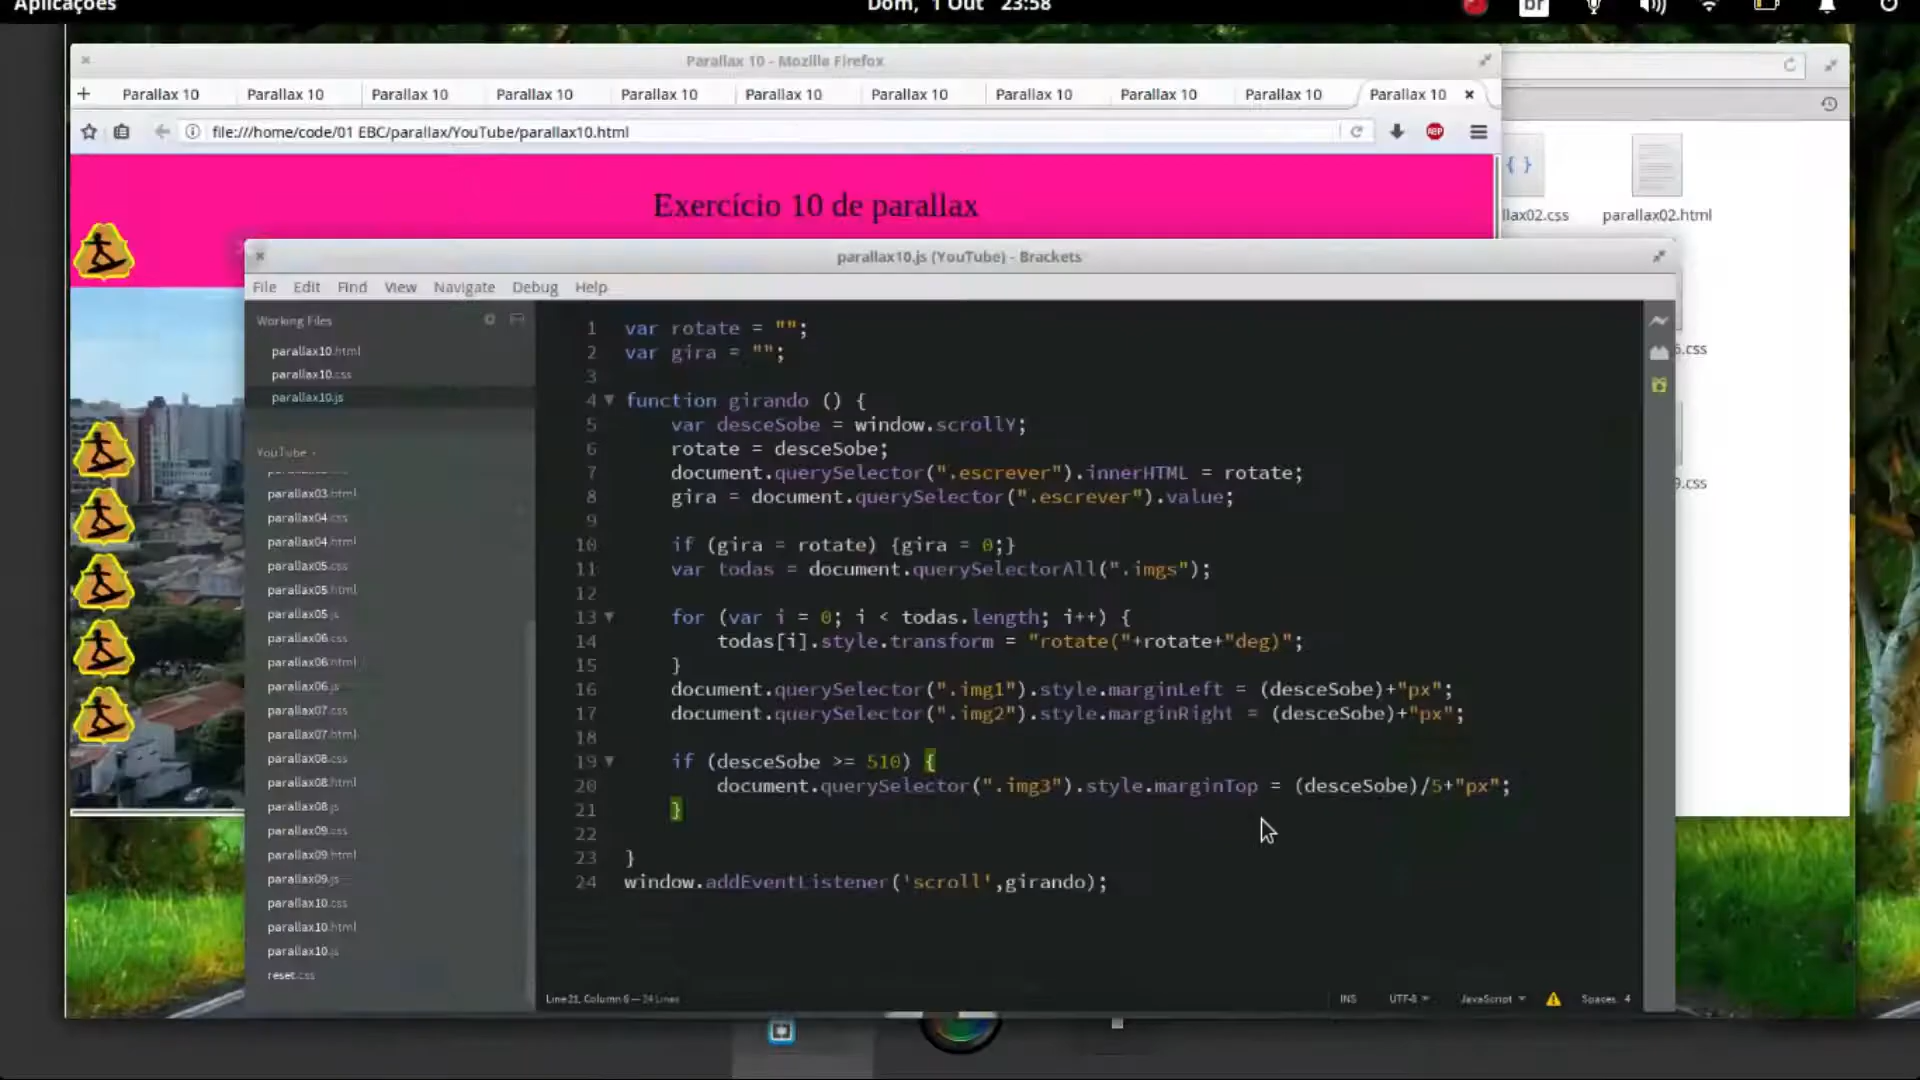 Aplicações
Dom, 1 Out 23:58
br
Parallax 10 - Mozilla Firefox
Parallax 10
Parallax 10
Parallax 10
Parallax 10
Parallax 10
Parallax 10
Parallax 10
Parallax 10
Parallax 10
Parallax 10
Parallax 10
file:///home/code/01 EBC/parallax/YouTube/parallax10.html
ABP
Exercício 10 de parallax
{ }
llax02.css
parallax02.html
.css
.css
parallax10.js (YouTube) - Brackets
File Edit Find View Navigate Debug Help
Working Files
parallax10.html
parallax10.css
parallax10.js
YouTube
parallax03.html
parallax04.css
parallax04.html
parallax05.css
parallax05.html
parallax05.js
parallax06.css
parallax06.html
parallax06.js
parallax07.css
parallax07.html
parallax08.css
parallax08.html
parallax08.js
parallax09.css
parallax09.html
parallax09.js
parallax10.css
parallax10.html
parallax10.js
reset.css
1 var rotate = "";
2 var gira = "";
3
4 function girando () {
5 var desceSobe = window.scrollY;
6 rotate = desceSobe;
7 document.querySelector(".escrever").innerHTML = rotate;
8 gira = document.querySelector(".escrever").value;
9
10 if (gira = rotate) {gira = 0;}
11 var todas = document.querySelectorAll(".imgs");
12
13 for (var i = 0; i < todas.length; i++) {
14 todas[i].style.transform = "rotate("+rotate+"deg)";
15 }
16 document.querySelector(".img1").style.marginLeft = (desceSobe)+"px";
17 document.querySelector(".img2").style.marginRight = (desceSobe)+"px";
18
19 if (desceSobe >= 510) {
20 document.querySelector(".img3").style.marginTop = (desceSobe)/5+"px";
21 }
22
23 }
24 window.addEventListener('scroll',girando);
Line 21, Column 6 — 24 Lines
INS UTF-8 JavaScript Spaces: 4